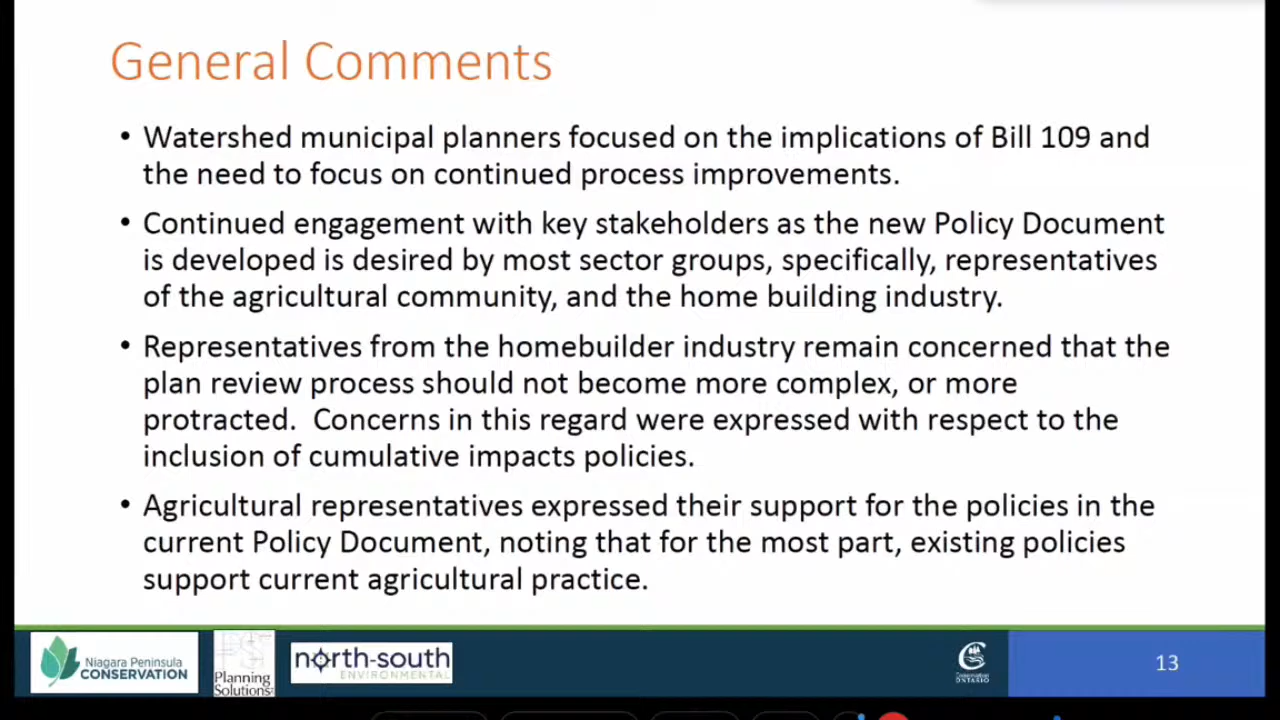 General Comments
• Watershed municipal planners focused on the implications of Bill 109 and
the need to focus on continued process improvements.
• Continued engagement with key stakeholders as the new Policy Document
is developed is desired by most sector groups, specifically, representatives
of the agricultural community, and the home building industry.
• Representatives from the homebuilder industry remain concerned that the
plan review process should not become more complex, or more
protracted.  Concerns in this regard were expressed with respect to the
inclusion of cumulative impacts policies.
• Agricultural representatives expressed their support for the policies in the
current Policy Document, noting that for the most part, existing policies
support current agricultural practice.
Niagara Peninsula
CONSERVATION
PS
Planning
Solutions
north-south
ENVIRONMENTAL
Conservation
ONTARIO
13